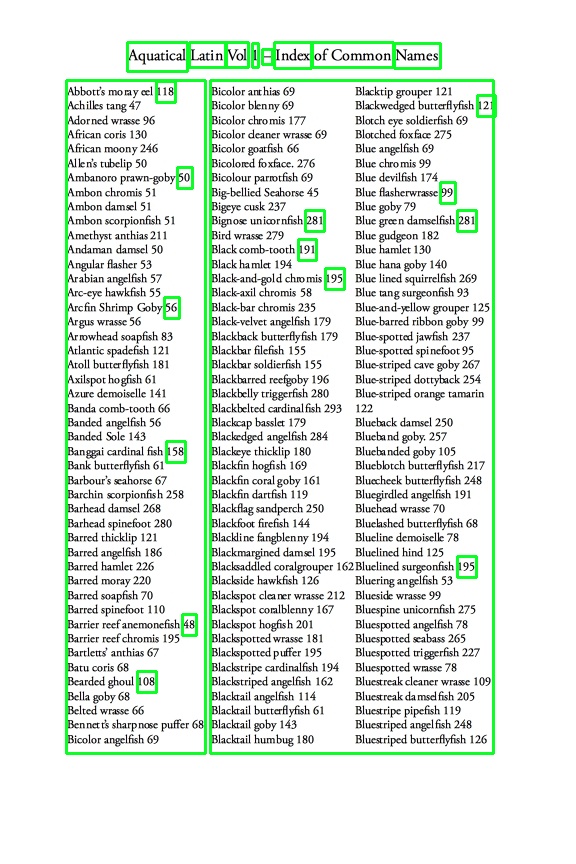 Aquatical Latin Vol 1 – Index of Common Names
Abbott's moray eel 118
Achilles tang 47
Adorned wrasse 96
African coris 130
African moony 246
Allen's tubelip 50
Ambanoro prawn-goby 50
Ambon chromis 51
Ambon damsel 51
Ambon scorpionfish 51
Amethyst anthias 211
Andaman damsel 50
Angular flasher 53
Arabian angelfish 57
Arc-eye hawkfish 55
Arcfin Shrimp Goby 56
Argus wrasse 56
Arrowhead soapfish 83
Atlantic spadefish 121
Atoll butterflyfish 181
Axilspot hogfish 61
Azure demoiselle 141
Banda comb-tooth 66
Banded angelfish 56
Banded Sole 143
Banggai cardinal fish 158
Bank butterflyfish 61
Barbour's seahorse 67
Barchin scorpionfish 258
Barhead damsel 268
Barhead spinefoot 280
Barred thicklip 121
Barred angelfish 186
Barred hamlet 226
Barred moray 220
Barred soapfish 70
Barred spinefoot 110
Barrier reef anemonefish 48
Barrier reef chromis 195
Bartletts' anthias 67
Batu coris 68
Bearded ghoul 108
Bella goby 68
Belted wrasse 66
Bennett's sharpnose puffer 68
Bicolor angelfish 69
Bicolor anthias 69
Bicolor blenny 69
Bicolor chromis 177
Bicolor cleaner wrasse 69
Bicolor goatfish 66
Bicolored foxface. 276
Bicolour parrotfish 69
Big-bellied Seahorse 45
Bigeye cusk 237
Bignose unicornfish 281
Bird wrasse 279
Black comb-tooth 191
Black hamlet 194
Black-and-gold chromis 195
Black-axil chromis 58
Black-bar chromis 235
Black-velvet angelfish 179
Blackback butterflyfish 179
Blackbar filefish 155
Blackbar soldierfish 155
Blackbarred reefgoby 196
Blackbelly triggerfish 280
Blackbelted cardinalfish 293
Blackcap basslet 179
Blackedged angelfish 284
Blackeye thicklip 180
Blackfin hogfish 169
Blackfin coral goby 161
Blackfin dartfish 119
Blackflag sandperch 250
Blackfoot firefish 144
Blackline fangblenny 194
Blackmargined damsel 195
Blacksaddled coralgrouper 162
Blackside hawkfish 126
Blackspot cleaner wrasse 212
Blackspot coralblenny 167
Blackspot hogfish 201
Blackspotted wrasse 181
Blackspotted puffer 195
Blackstripe cardinalfish 194
Blackstriped angelfish 162
Blacktail angelfish 114
Blacktail butterflyfish 61
Blacktail goby 143
Blacktail humbug 180
Blacktip grouper 121
Blackwedged butterflyfish 121
Blotch eye soldierfish 69
Blotched foxface 275
Blue angelfish 69
Blue chromis 99
Blue devilfish 174
Blue flasherwrasse 99
Blue goby 79
Blue green damselfish 281
Blue gudgeon 182
Blue hamlet 130
Blue hana goby 140
Blue lined squirrelfish 269
Blue tang surgeonfish 93
Blue-and-yellow grouper 125
Blue-barred ribbon goby 99
Blue-spotted jawfish 237
Blue-spotted spinefoot 95
Blue-striped cave goby 267
Blue-striped dottyback 254
Blue-striped orange tamarin
122
Blueback damsel 250
Blueband goby. 257
Bluebanded goby 105
Blueblotch butterflyfish 217
Bluecheek butterflyfish 248
Bluegirdled angelfish 191
Bluehead wrasse 70
Bluelashed butterflyfish 68
Blueline demoiselle 78
Bluelined hind 125
Bluelined surgeonfish 195
Bluering angelfish 53
Blueside wrasse 99
Bluespine unicornfish 275
Bluespotted angelfish 78
Bluespotted seabass 265
Bluespotted triggerfish 227
Bluespotted wrasse 78
Bluestreak cleaner wrasse 109
Bluestreak damselfish 205
Bluestripe pipefish 119
Bluestriped angelfish 248
Bluestriped butterflyfish 126